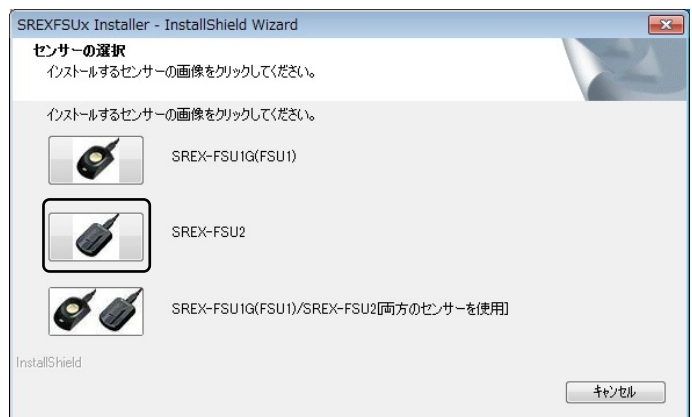 SREXFSUx Installer - InstallShield Wizard
センサーの選択
インストールするセンサーの画像をクリックしてください。
インストールするセンサーの画像をクリックしてください。
SREX-FSU1G(FSU1)
SREX-FSU2
SREX-FSU1G(FSU1)/SREX-FSU2[両方のセンサーを使用]
InstallShield
キャンセル